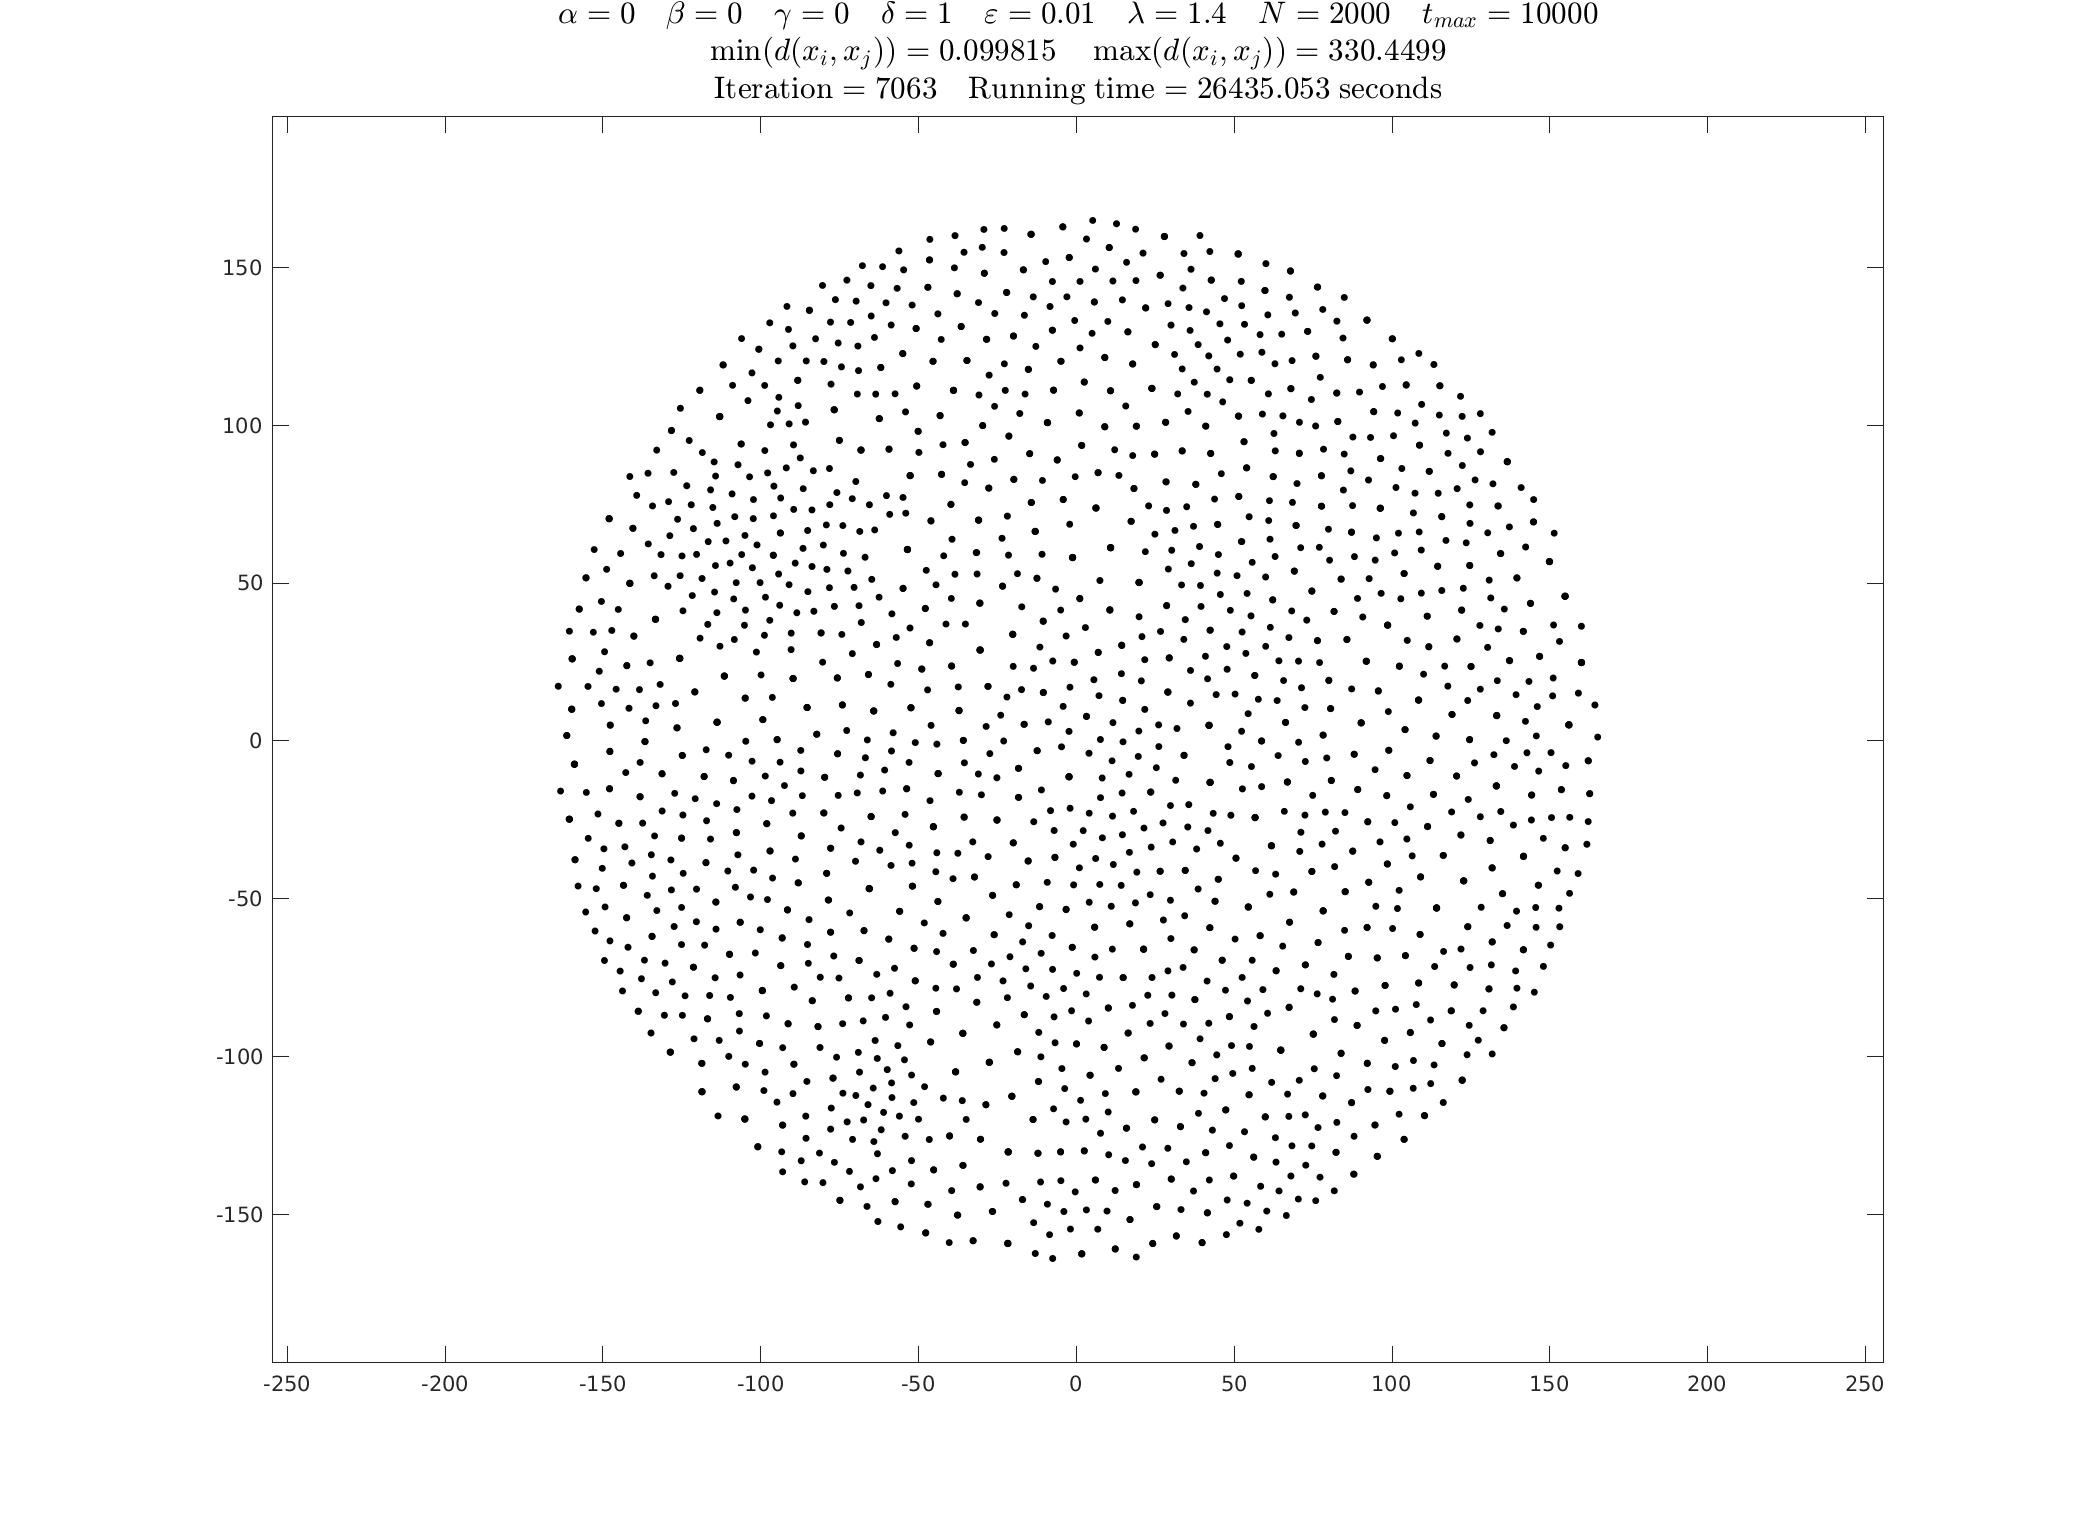 α = 0 β = 0 γ = 0 δ = 1 ε = 0.01 λ = 1.4 N = 2000 t_max = 10000
min(d(x_i, x_j)) = 0.099815 max(d(x_i, x_j)) = 330.4499
Iteration = 7063 Running time = 26435.053 seconds
150
100
50
0
-50
-100
-150
-250 -200 -150 -100 -50 0 50 100 150 200 250